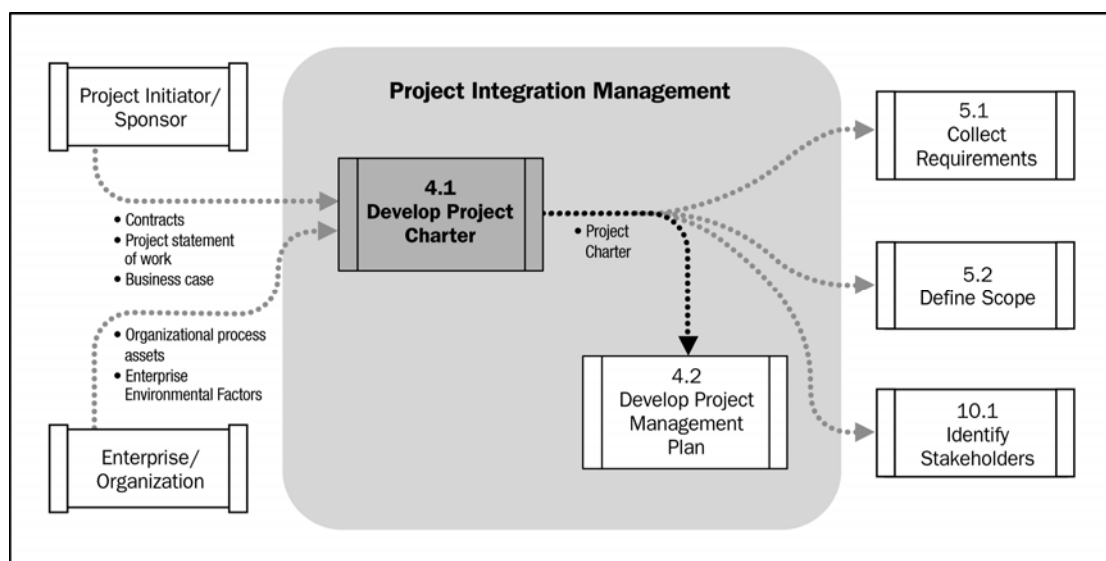 Project Initiator/
Sponsor
• Contracts
• Project statement
of work
• Business case
• Organizational process
assets
• Enterprise
Environmental Factors
Enterprise/
Organization
Project Integration Management
4.1
Develop Project
Charter
• Project
Charter
4.2
Develop Project
Management
Plan
5.1
Collect
Requirements
5.2
Define Scope
10.1
Identify
Stakeholders